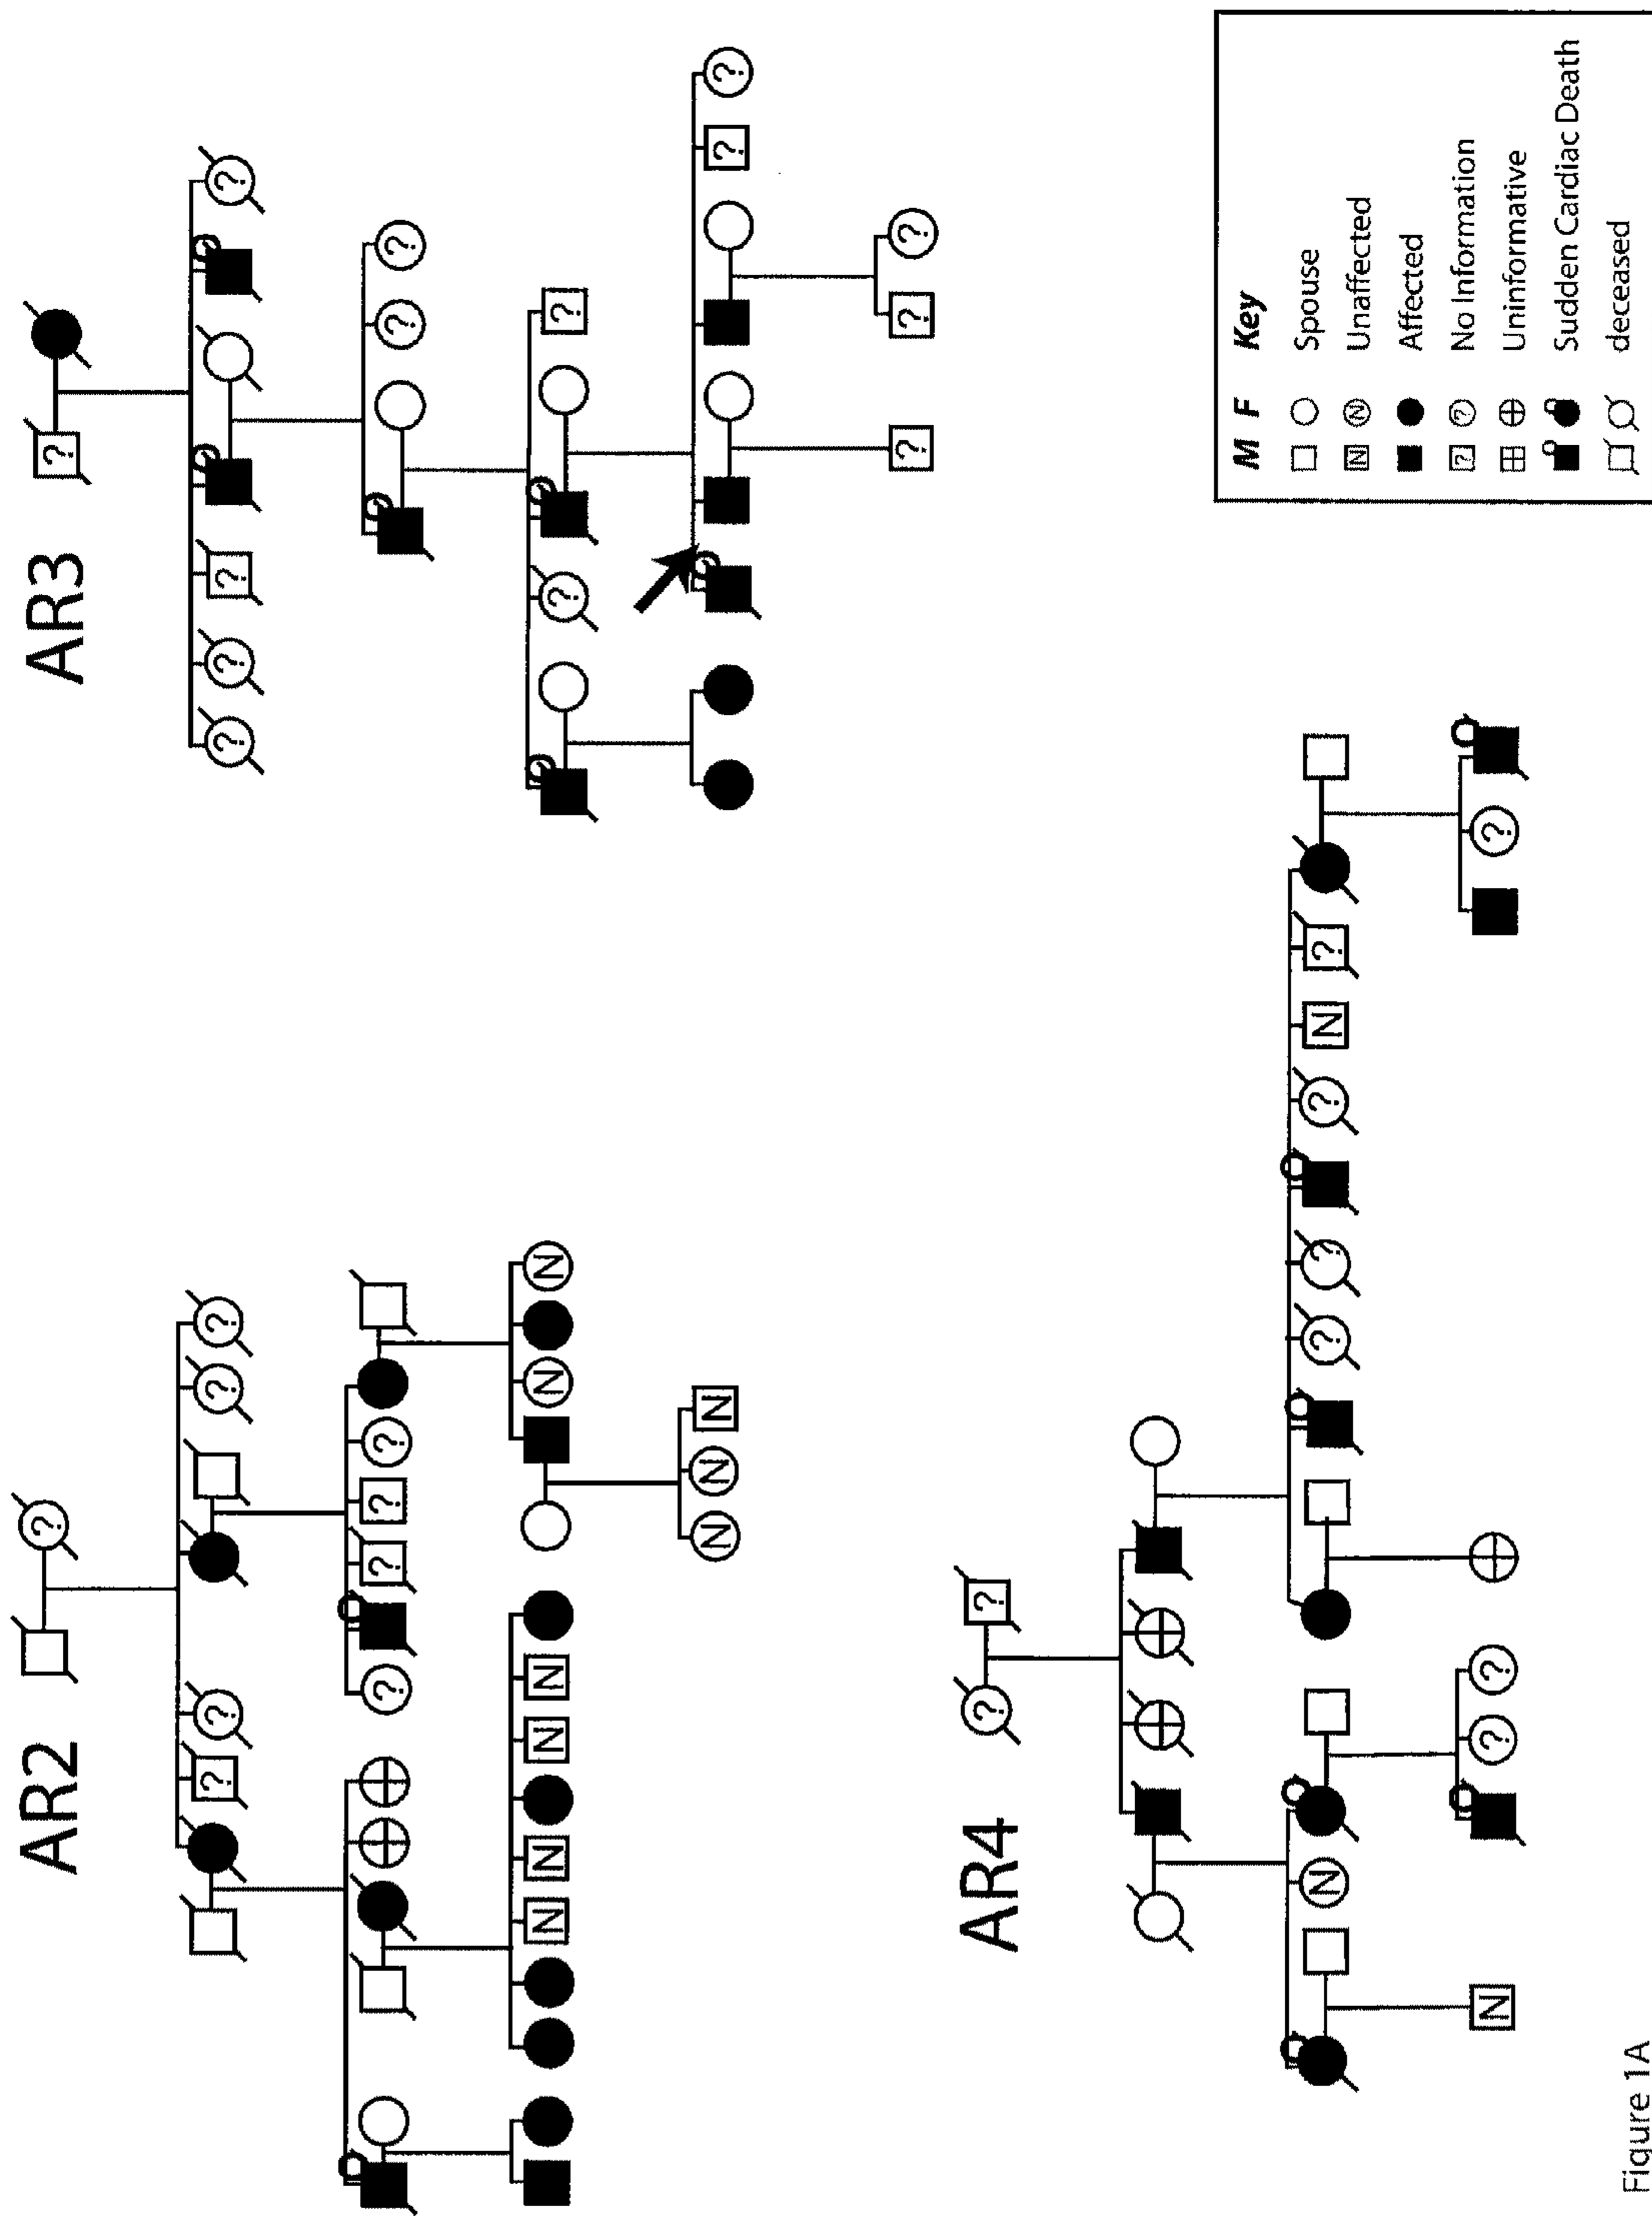 AR2
?
? ? ? ?
? ? ? ?
N N N N N N
N N N
AR3
?
? ? ? ?
? ?
? ?
? ?
? ? ?
AR4
? ?
N ? ? ? N ?
N ? ? ?
M F Key
Spouse
N N Unaffected
Affected
? ? No Information
Uninformative
Sudden Cardiac Death
deceased
Figure 1A